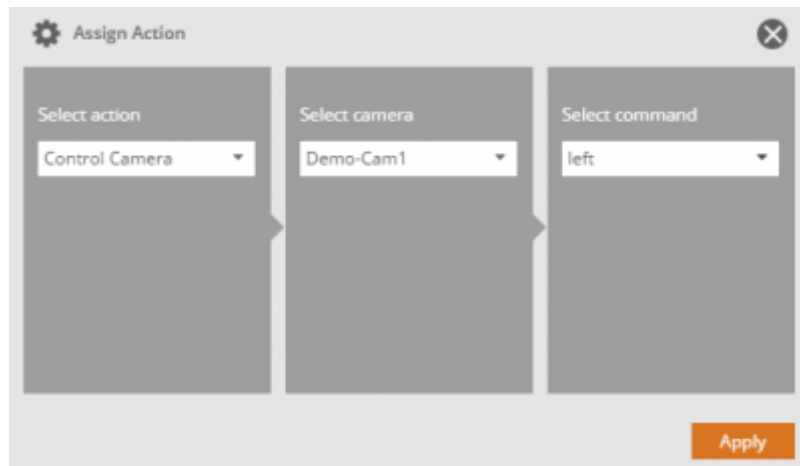 Assign Action
Select action
Control Camera
Select camera
Demo-Cam1
Select command
left
Apply